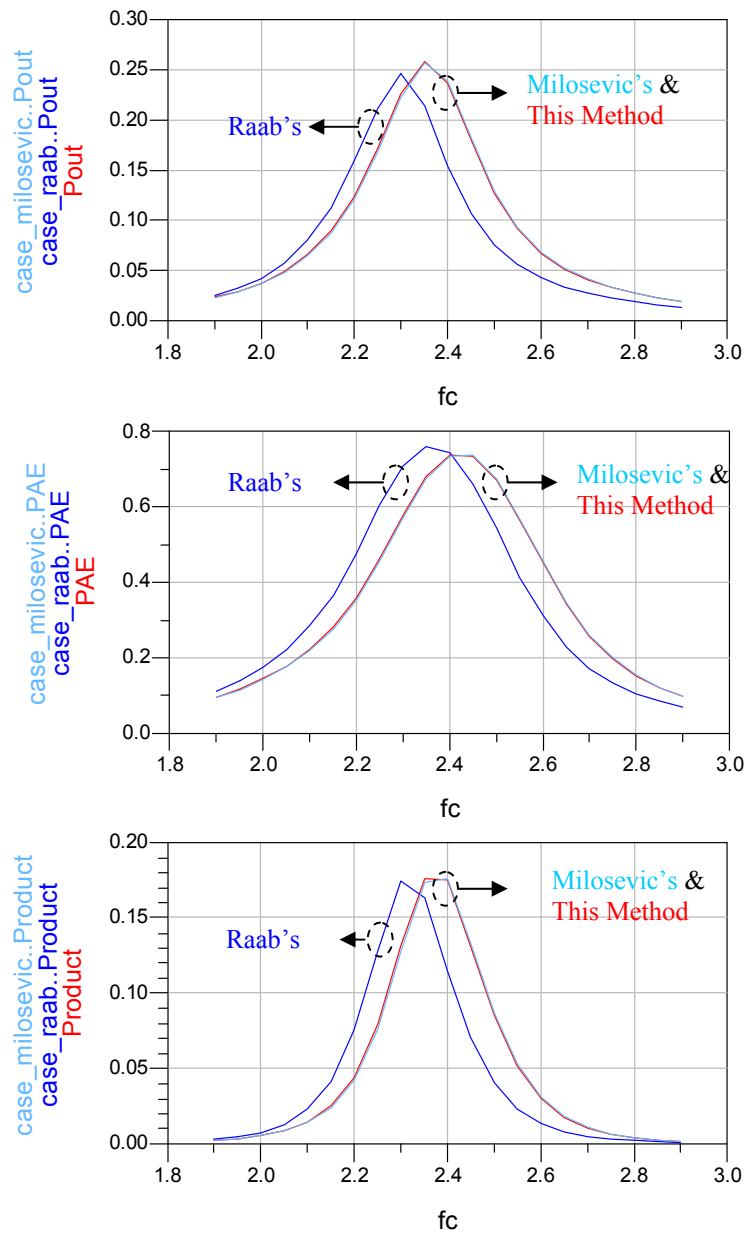 case_milosevic..Pout
case_raab..Pout
Pout
0.30
0.25
0.20
0.15
0.10
0.05
0.00
Raab's
Milosevic's &
This Method
1.8
2.0
2.2
2.4
2.6
2.8
3.0
fc
case_milosevic..PAE
case_raab..PAE
PAE
0.8
0.6
0.4
0.2
0.0
Raab's
Milosevic's &
This Method
1.8
2.0
2.2
2.4
2.6
2.8
3.0
fc
case_milosevic..Product
case_raab..Product
Product
0.20
0.15
0.10
0.05
0.00
Raab's
Milosevic's &
This Method
1.8
2.0
2.2
2.4
2.6
2.8
3.0
fc